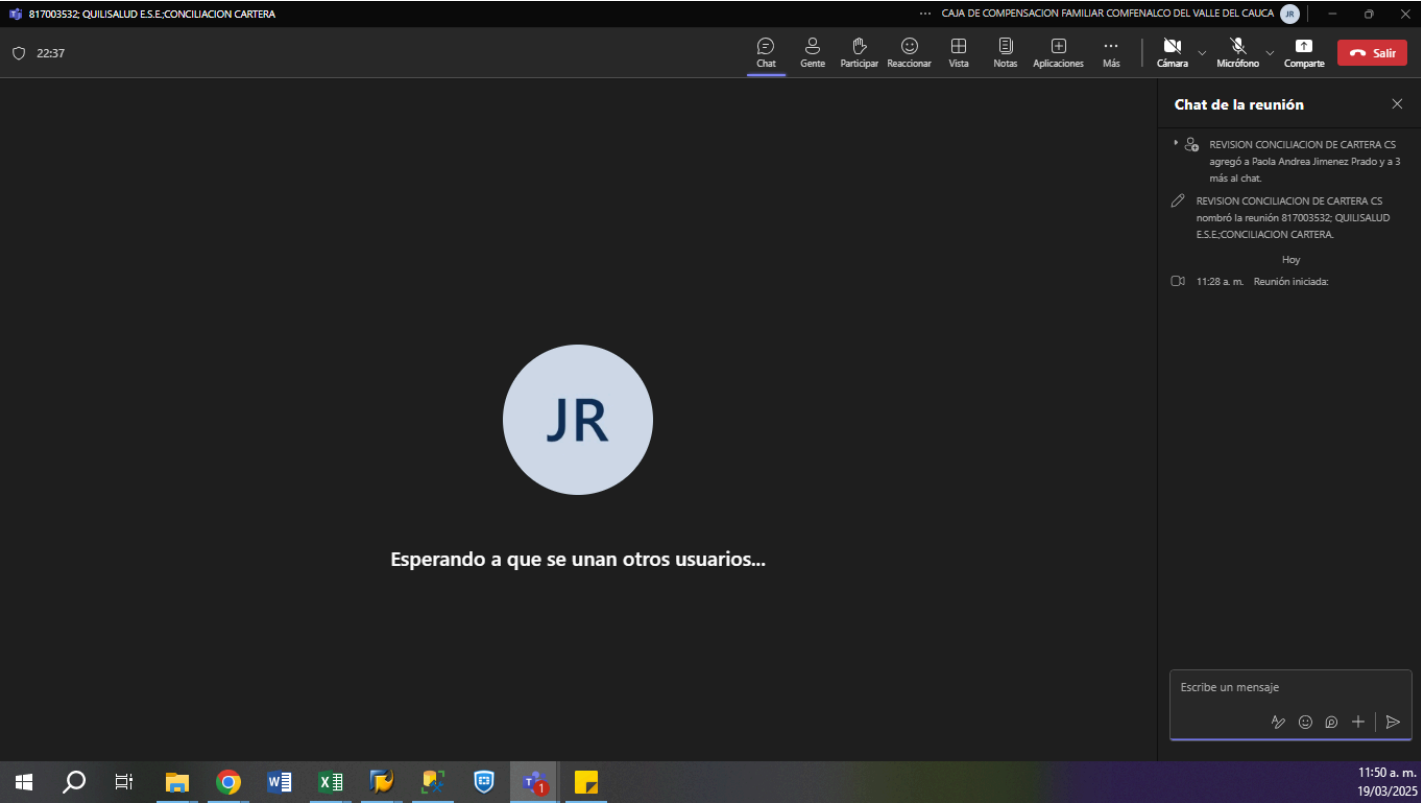 817003532; QUILISALUD E.S.E.;CONCILIACION CARTERA
CAJA DE COMPENSACION FAMILIAR COMFENALCO DEL VALLE DEL CAUCA JR
22:37
Chat Gente Participar Reaccionar Vista Notas Aplicaciones Más Cámara Micrófono Comparte Salir
Chat de la reunión
REVISION CONCILIACION DE CARTERA CS
agregó a Paola Andrea Jimenez Prado y a 3
más al chat.
REVISION CONCILIACION DE CARTERA CS
nombró la reunión 817003532; QUILISALUD
E.S.E.;CONCILIACION CARTERA.
Hoy
11:28 a. m. Reunión iniciada:
JR
Esperando a que se unan otros usuarios...
Escribe un mensaje
1
11:50 a. m.
19/03/2025